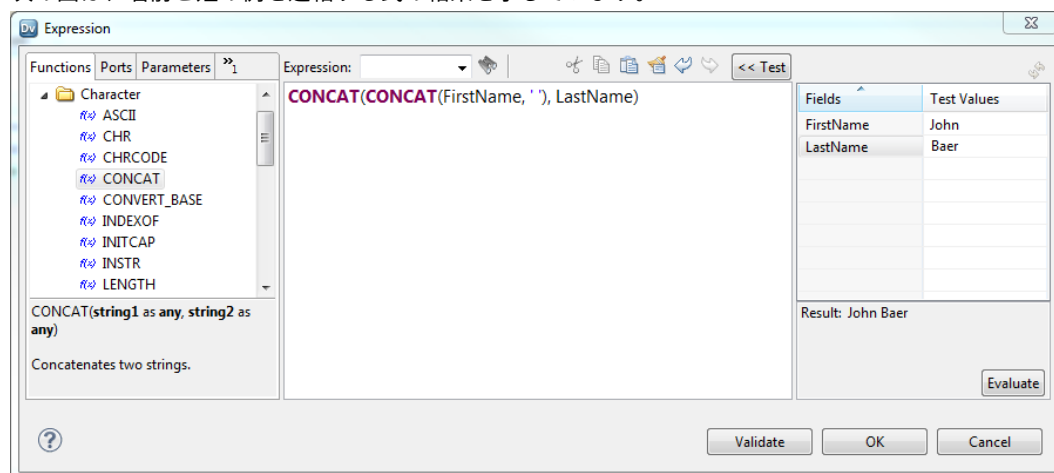 Dv Expression
Functions Ports Parameters »1
Expression:
<< Test
Character
f(x) ASCII
f(x) CHR
f(x) CHRCODE
f(x) CONCAT
f(x) CONVERT_BASE
f(x) INDEXOF
f(x) INITCAP
f(x) INSTR
f(x) LENGTH
CONCAT(string1 as any, string2 as
any)
Concatenates two strings.
CONCAT(CONCAT(FirstName, ' '), LastName)
Fields Test Values
FirstName John
LastName Baer
Result: John Baer
Evaluate
? Validate OK Cancel